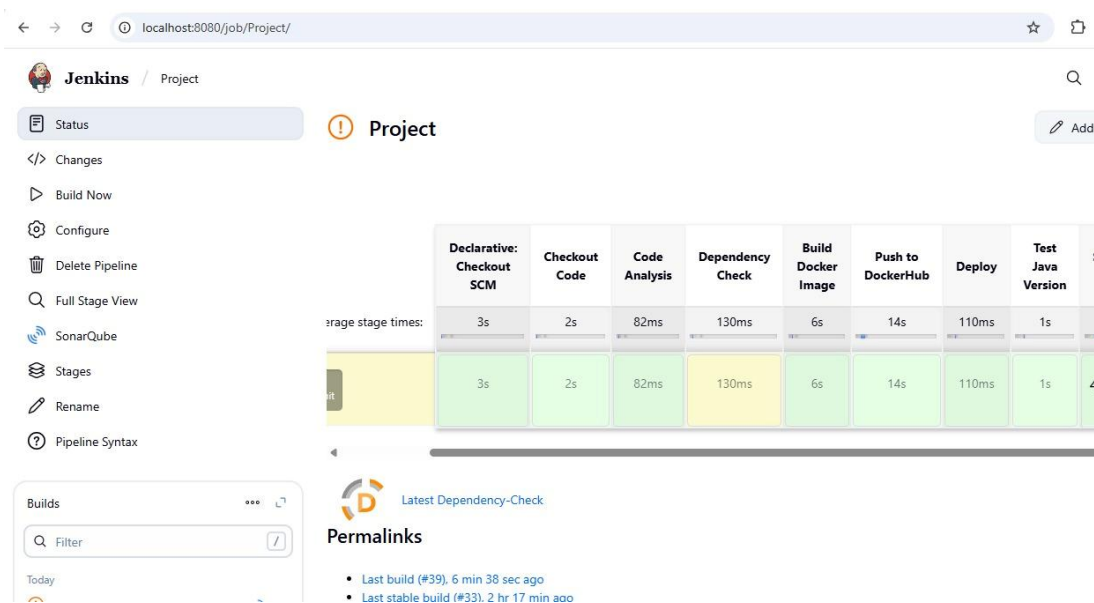 localhost:8080/job/Project/
Jenkins / Project
Status
Changes
Build Now
Configure
Delete Pipeline
Full Stage View
SonarQube
Stages
Rename
Pipeline Syntax
Builds
Filter
/
Today
Project
Add
Declarative: Checkout SCM
Checkout Code
Code Analysis
Dependency Check
Build Docker Image
Push to DockerHub
Deploy
Test Java Version
erage stage times:
3s 2s 82ms 130ms 6s 14s 110ms 1s
it
3s 2s 82ms 130ms 6s 14s 110ms 1s 4
Latest Dependency-Check
Permalinks
Last build (#39), 6 min 38 sec ago
Last stable build (#33), 2 hr 17 min ago